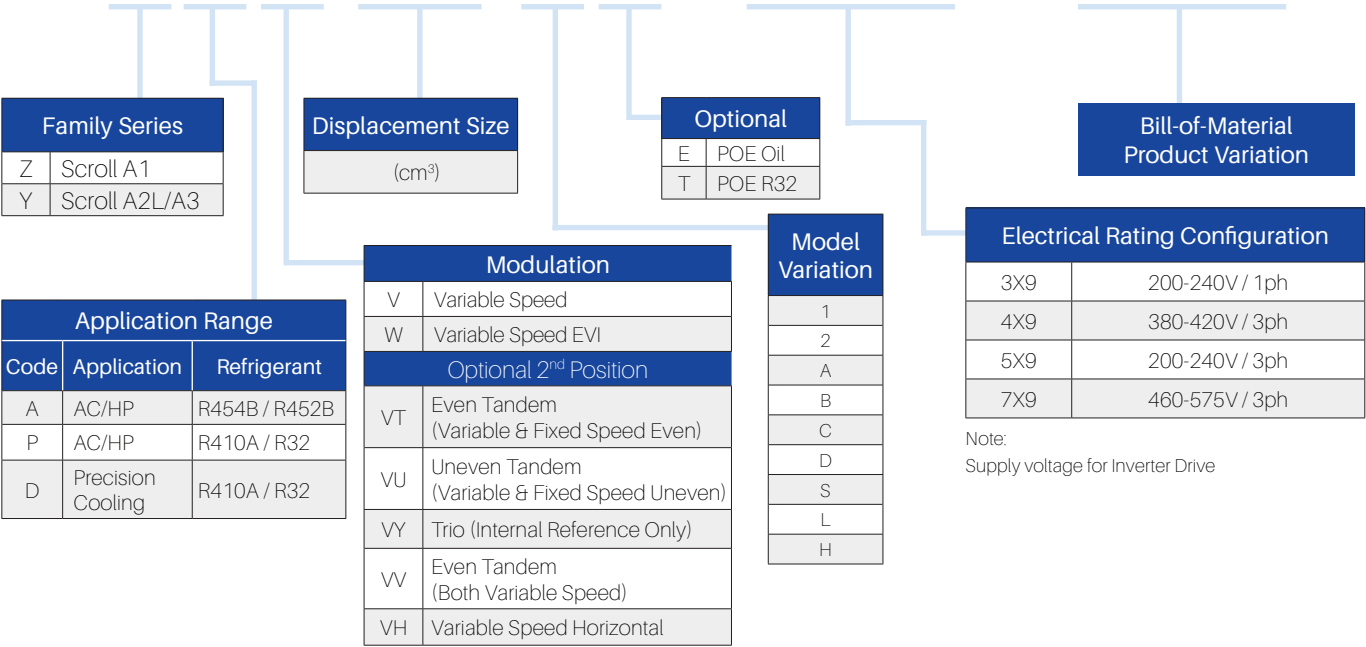 Family Series
Z Scroll A1
Y Scroll A2L/A3
Displacement Size
(cm³)
Optional
E POE Oil
T POE R32
Bill-of-Material
Product Variation
Application Range
Code Application Refrigerant
A AC/HP R454B / R452B
P AC/HP R410A / R32
D Precision
Cooling R410A / R32
Modulation
V Variable Speed
W Variable Speed EVI
Optional 2nd Position
VT Even Tandem
(Variable & Fixed Speed Even)
VU Uneven Tandem
(Variable & Fixed Speed Uneven)
VY Trio (Internal Reference Only)
VV Even Tandem
(Both Variable Speed)
VH Variable Speed Horizontal
Model
Variation
1
2
A
B
C
D
S
L
H
Electrical Rating Configuration
3X9 200-240V / 1ph
4X9 380-420V / 3ph
5X9 200-240V / 3ph
7X9 460-575V / 3ph
Note:
Supply voltage for Inverter Drive